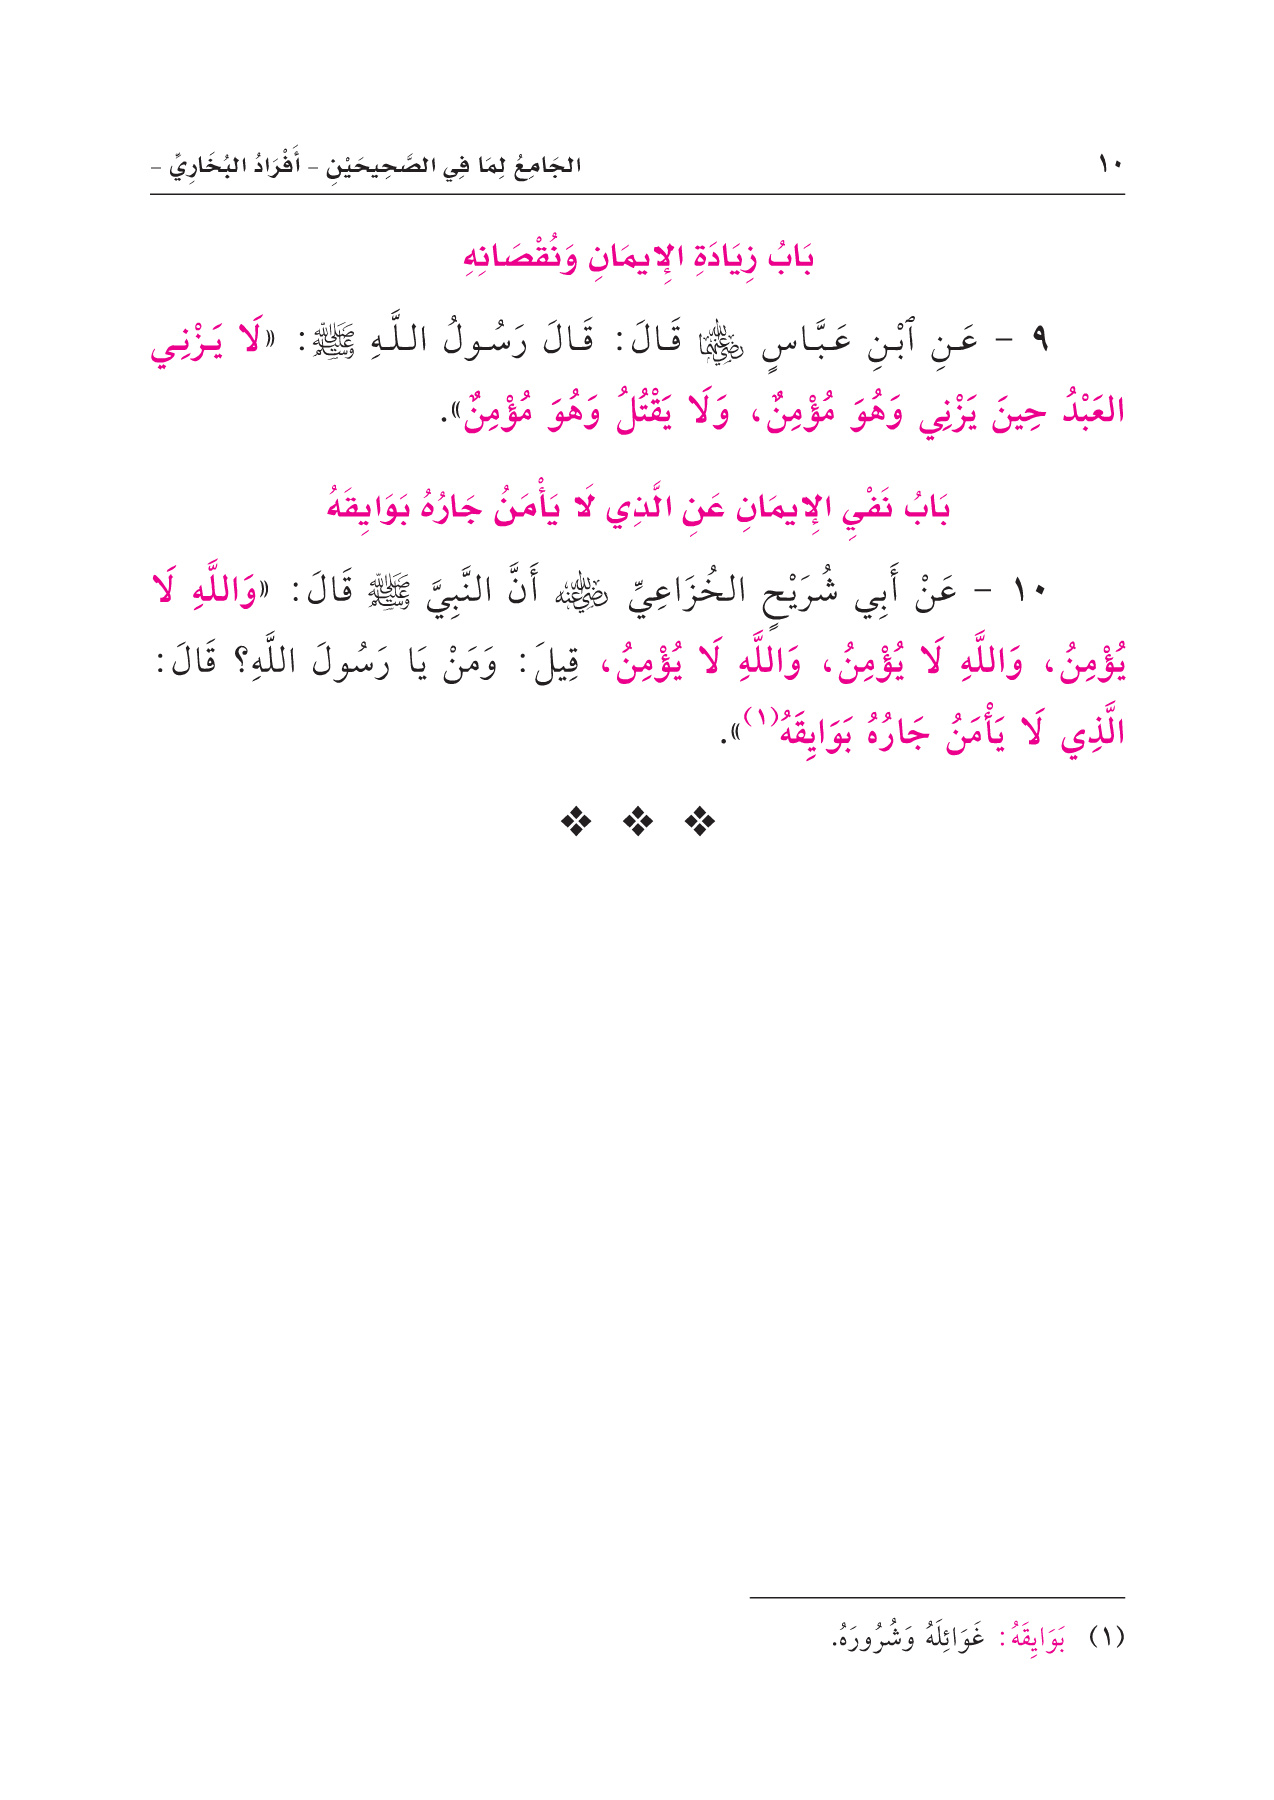 ١٠ الجَامِعُ لِمَا فِي الصَّحِيحَيْنِ – أَفْرَادُ البُخَارِيِّ –
بَابُ زِيَادَةِ الإِيمَانِ وَنُقْصَانِهِ
٩ – عَنِ ٱبْنِ عَبَّاسٍ رضي الله عنهما قَالَ: قَالَ رَسُولُ اللَّهِ ﷺ: «لَا يَزْنِي
العَبْدُ حِينَ يَزْنِي وَهُوَ مُؤْمِنٌ، وَلَا يَقْتُلُ وَهُوَ مُؤْمِنٌ».
بَابُ نَفْيِ الإِيمَانِ عَنِ الَّذِي لَا يَأْمَنُ جَارُهُ بَوَايِقَهُ
١٠ – عَنْ أَبِي شُرَيْحٍ الخُزَاعِيِّ رضي الله عنه أَنَّ النَّبِيَّ ﷺ قَالَ: «وَاللَّهِ لَا
يُؤْمِنُ، وَاللَّهِ لَا يُؤْمِنُ، وَاللَّهِ لَا يُؤْمِنُ، قِيلَ: وَمَنْ يَا رَسُولَ اللَّهِ؟ قَالَ:
الَّذِي لَا يَأْمَنُ جَارُهُ بَوَايِقَهُ(١)».
(١) بَوَايِقَهُ: غَوَائِلَهُ وَشُرُورَهُ.